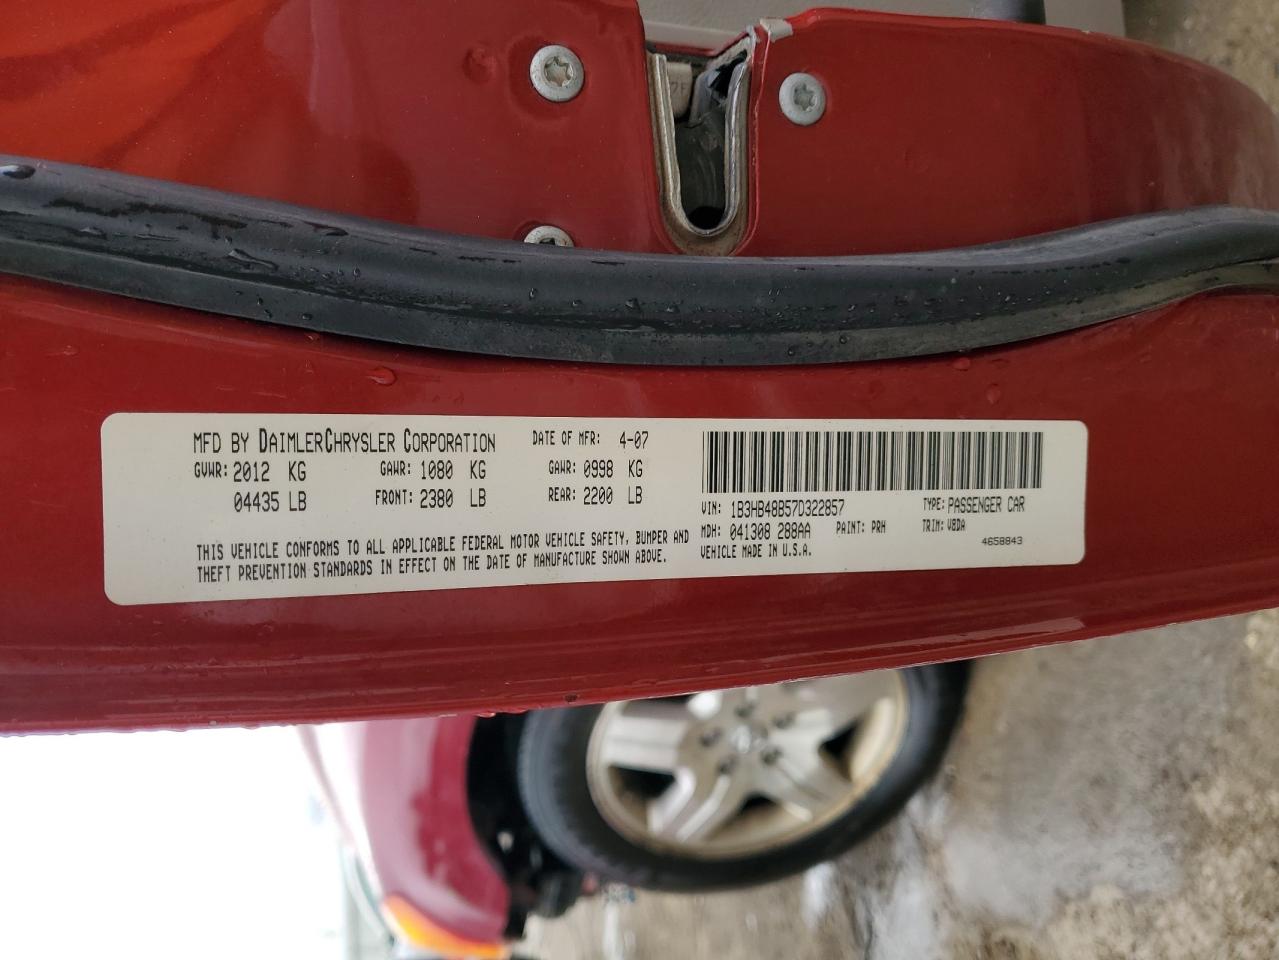 MFD BY DAIMLERCHRYSLER CORPORATION DATE OF MFR: 4-07
GVWR: 2012 KG GAWR: 1080 KG GAWR: 0998 KG
04435 LB FRONT: 2380 LB REAR: 2200 LB
THIS VEHICLE CONFORMS TO ALL APPLICABLE FEDERAL MOTOR VEHICLE SAFETY, BUMPER AND
THEFT PREVENTION STANDARDS IN EFFECT ON THE DATE OF MANUFACTURE SHOWN ABOVE.
VIN: 1B3HB48B57D322857 TYPE: PASSENGER CAR
MDH: 041308 288AA PAINT: PRH TRIM: VBDA
VEHICLE MADE IN U.S.A. 4658843